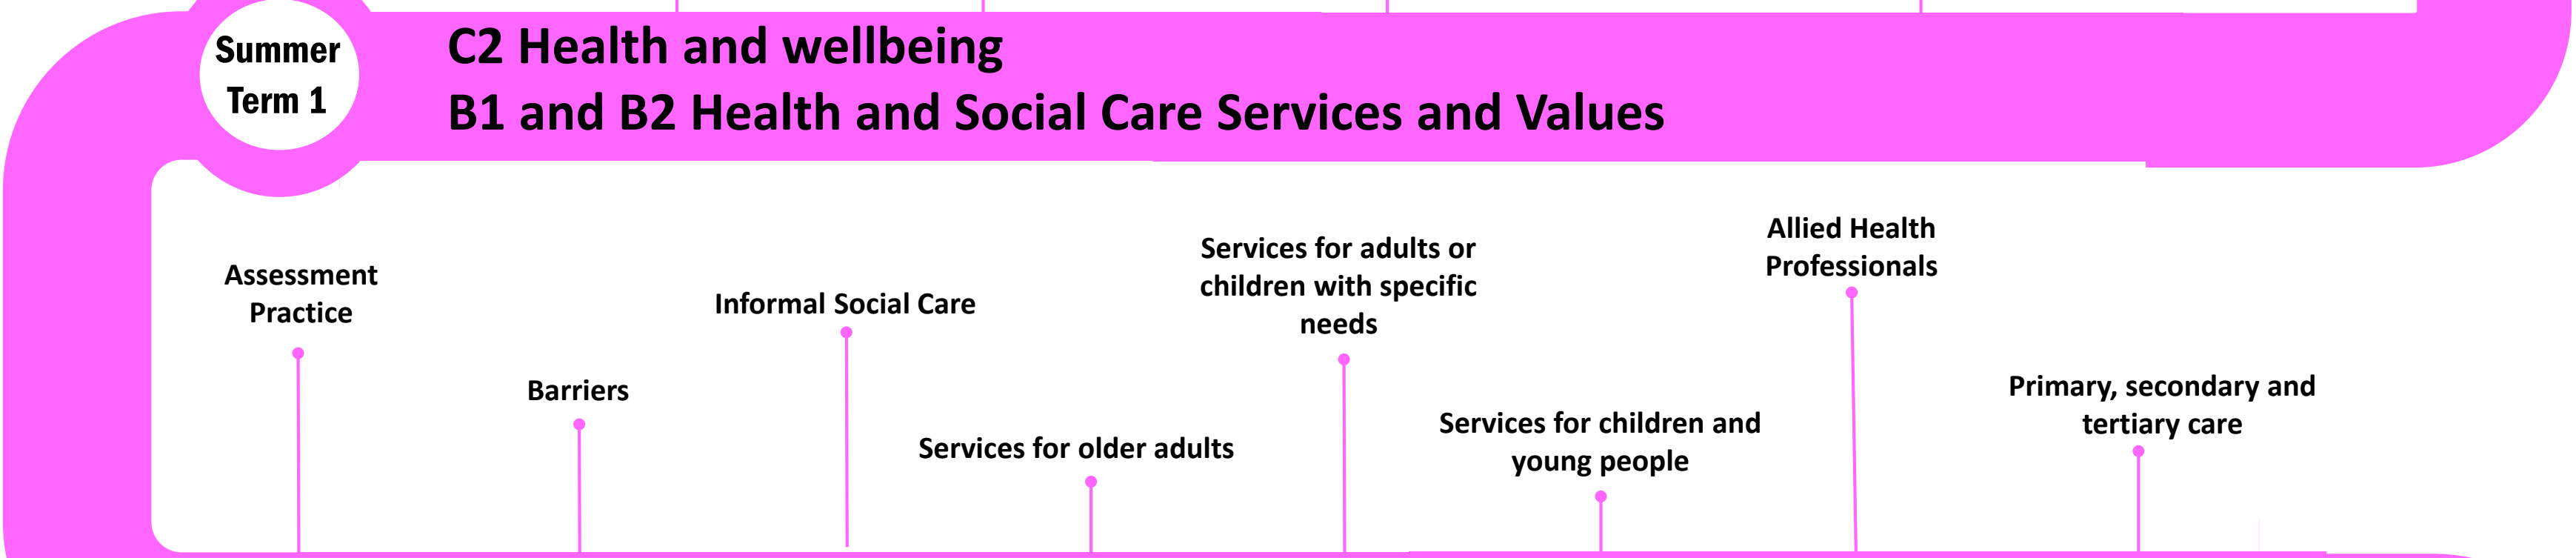 Summer
Term 1
C2 Health and wellbeing
B1 and B2 Health and Social Care Services and Values
Assessment
Practice
Barriers
Informal Social Care
Services for older adults
Services for adults or
children with specific
needs
Services for children and
young people
Allied Health
Professionals
Primary, secondary and
tertiary care